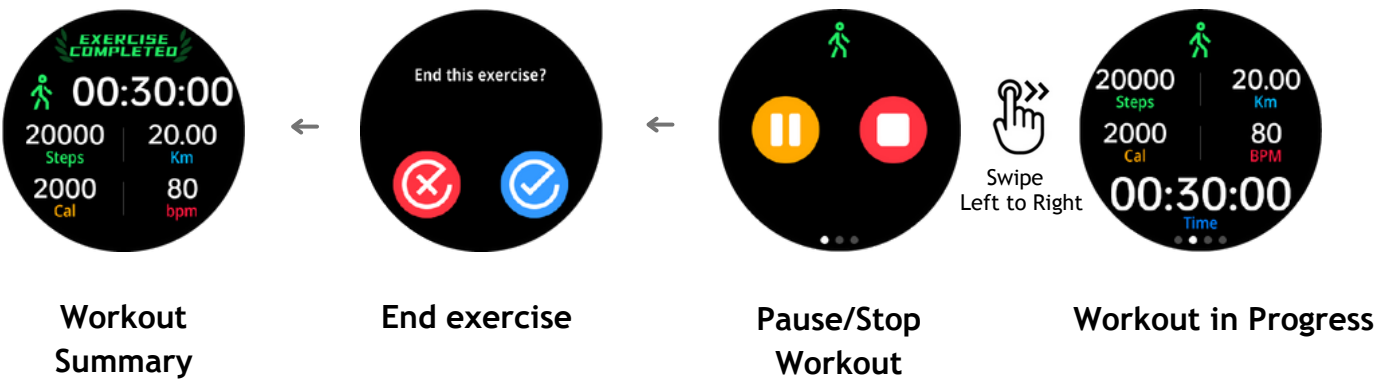 EXERCISE
COMPLETED
00:30:00
20000 20.00
Steps Km
2000 80
Cal bpm
Workout
Summary
End this exercise?
End exercise
Pause/Stop
Workout
Swipe
Left to Right
20000 20.00
Steps Km
2000 80
Cal BPM
00:30:00
Time
Workout in Progress